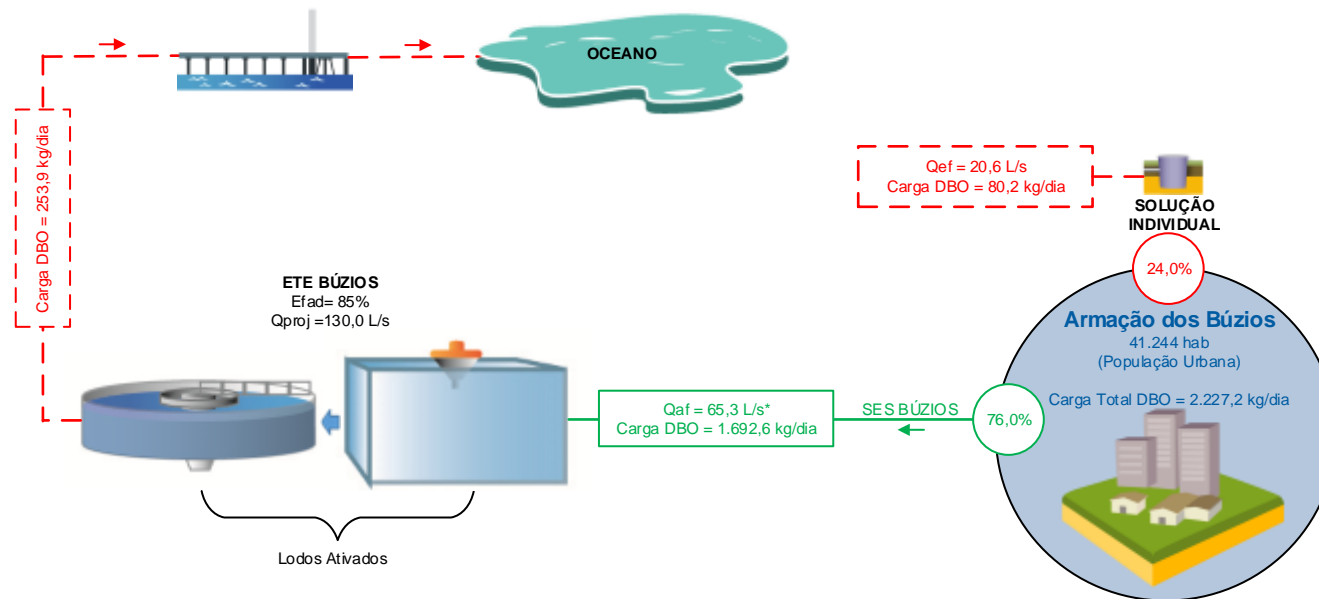 OCEANO
Carga DBO = 253,9 kg/dia
Qef = 20,6 L/s
Carga DBO = 80,2 kg/dia
SOLUÇÃO
INDIVIDUAL
24,0%
ETE BÚZIOS
Efad= 85%
Qproj =130,0 L/s
Armação dos Búzios
41.244 hab
(População Urbana)
Carga Total DBO = 2.227,2 kg/dia
Qaf = 65,3 L/s*
Carga DBO = 1.692,6 kg/dia
SES BÚZIOS
76,0%
Lodos Ativados